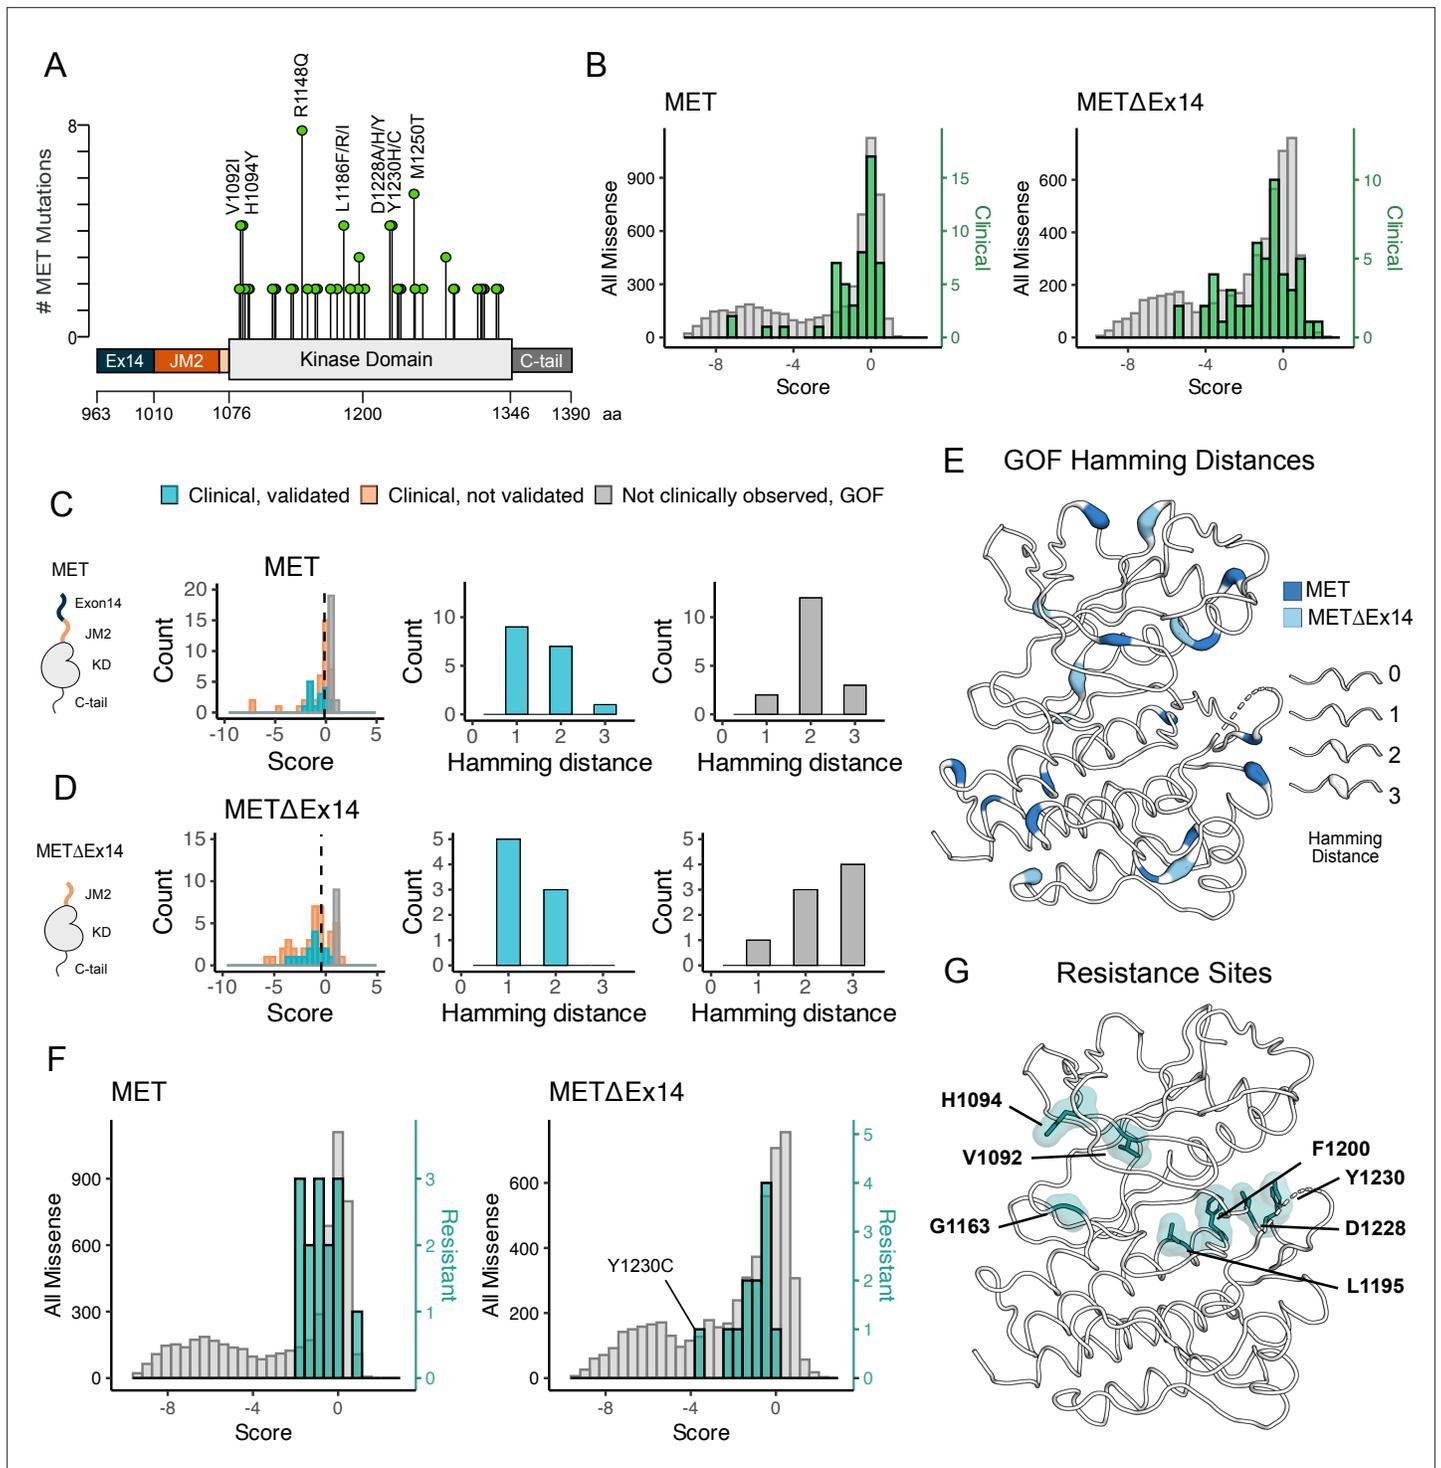 A
# MET Mutations
8
0
V1092I
H1094Y
R1148Q
L1186F/R/I
D1228A/H/Y
Y1230H/C
M1250T
Ex14
JM2
Kinase Domain
C-tail
963
1010
1076
1200
1346
1390
aa
B
MET
All Missense
900
600
300
0
15
10
5
0
Clinical
-8
-4
0
Score
METΔEx14
All Missense
600
400
200
0
10
5
0
Clinical
-8
-4
0
Score
C
Clinical, validated
Clinical, not validated
Not clinically observed, GOF
MET
Exon14
JM2
KD
C-tail
MET
Count
20
15
10
5
0
-10
-5
0
5
Score
Count
10
5
0
0
1
2
3
Hamming distance
Count
10
5
0
0
1
2
3
Hamming distance
D
METΔEx14
JM2
KD
C-tail
METΔEx14
Count
15
10
5
0
-10
-5
0
5
Score
Count
5
4
3
2
1
0
0
1
2
3
Hamming distance
Count
5
4
3
2
1
0
0
1
2
3
Hamming distance
E
GOF Hamming Distances
MET
METΔEx14
0
1
2
3
Hamming
Distance
F
MET
All Missense
900
600
300
0
3
2
1
0
Resistant
-8
-4
0
Score
METΔEx14
All Missense
600
400
200
0
Y1230C
5
4
3
2
1
0
Resistant
-8
-4
0
Score
G
Resistance Sites
H1094
V1092
G1163
F1200
Y1230
D1228
L1195